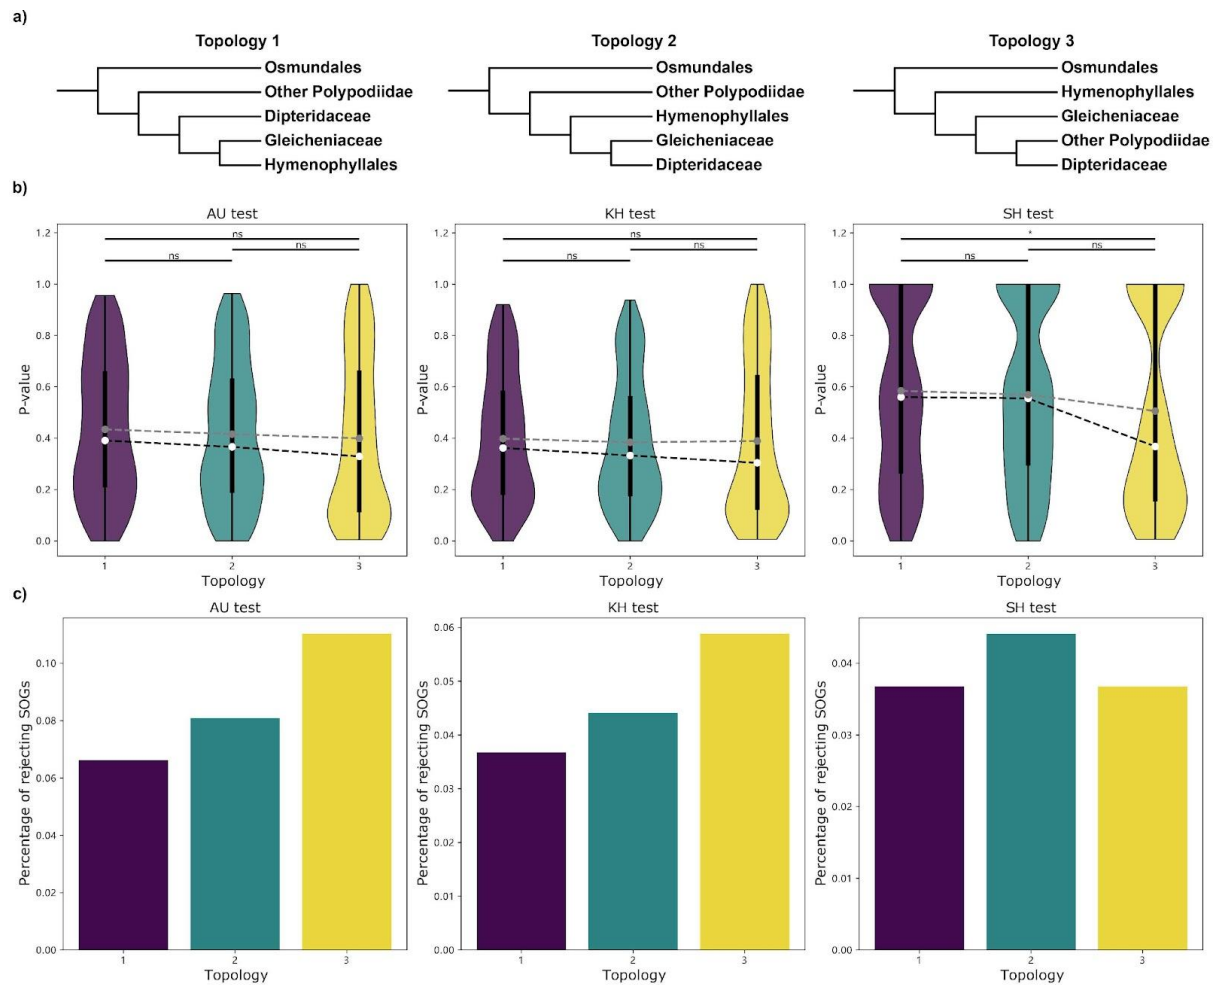 a)
Topology 1
Topology 2
Topology 3
Osmundales
Other Polypodiidae
Dipteridaceae
Gleicheniaceae
Hymenophyllales
Osmundales
Other Polypodiidae
Hymenophyllales
Gleicheniaceae
Dipteridaceae
Osmundales
Hymenophyllales
Gleicheniaceae
Other Polypodiidae
Dipteridaceae
b)
AU test
P-value
1.2
1.0
0.8
0.6
0.4
0.2
0.0
ns
ns
ns
1
2
3
Topology
KH test
P-value
1.2
1.0
0.8
0.6
0.4
0.2
0.0
ns
ns
ns
1
2
3
Topology
SH test
P-value
1.2
1.0
0.8
0.6
0.4
0.2
0.0
*
ns
ns
1
2
3
Topology
c)
AU test
Percentage of rejecting SOGs
0.10
0.08
0.06
0.04
0.02
0.00
1
2
3
Topology
KH test
Percentage of rejecting SOGs
0.06
0.05
0.04
0.03
0.02
0.01
0.00
1
2
3
Topology
SH test
Percentage of rejecting SOGs
0.04
0.03
0.02
0.01
0.00
1
2
3
Topology